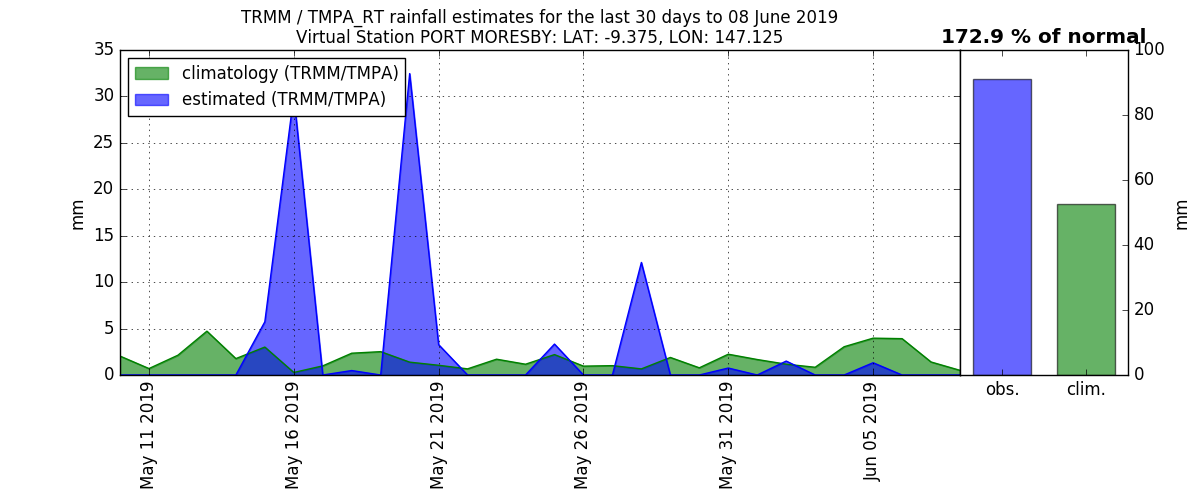 TRMM / TMPA_RT rainfall estimates for the last 30 days to 08 June 2019
Virtual Station PORT MORESBY: LAT: -9.375, LON: 147.125
172.9 % of normal
climatology (TRMM/TMPA)
estimated (TRMM/TMPA)
35
30
25
20
15
10
5
0
mm
May 11 2019
May 16 2019
May 21 2019
May 26 2019
May 31 2019
Jun 05 2019
100
80
60
40
20
0
mm
obs.
clim.